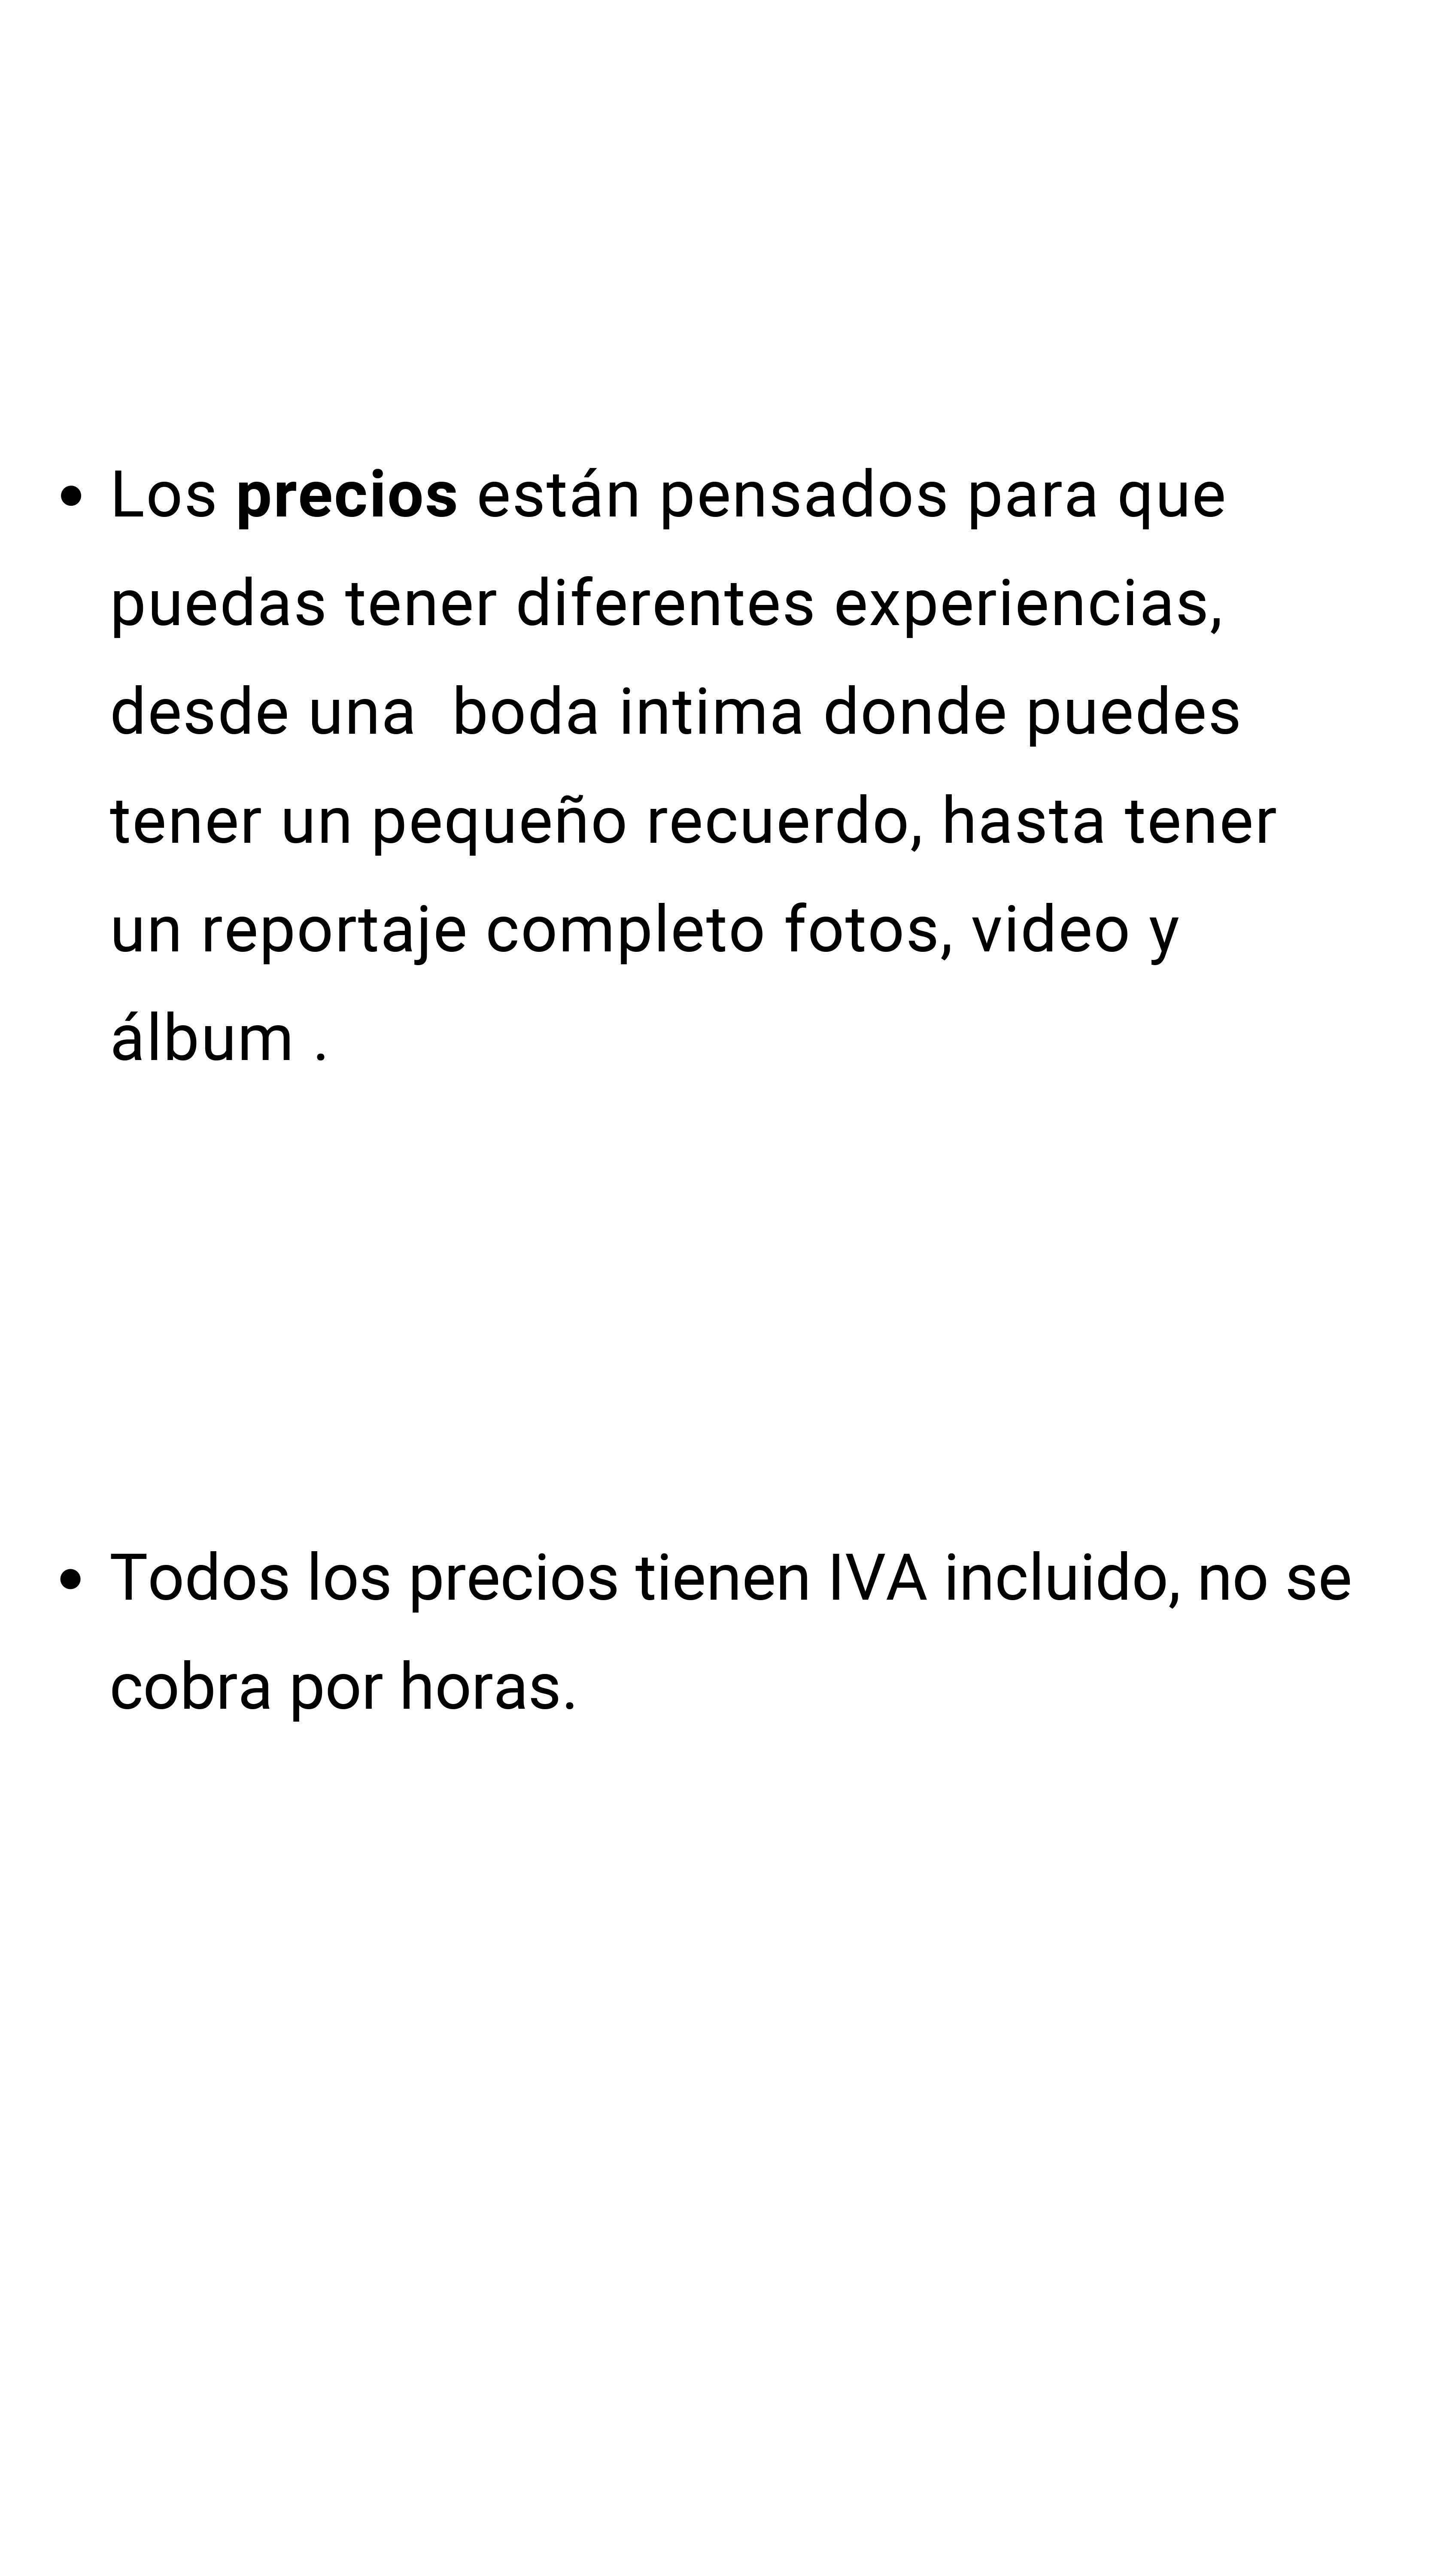 • Los precios están pensados para que
puedas tener diferentes experiencias,
desde una  boda intima donde puedes
tener un pequeño recuerdo, hasta tener
un reportaje completo fotos, video y
álbum .
• Todos los precios tienen IVA incluido, no se
cobra por horas.